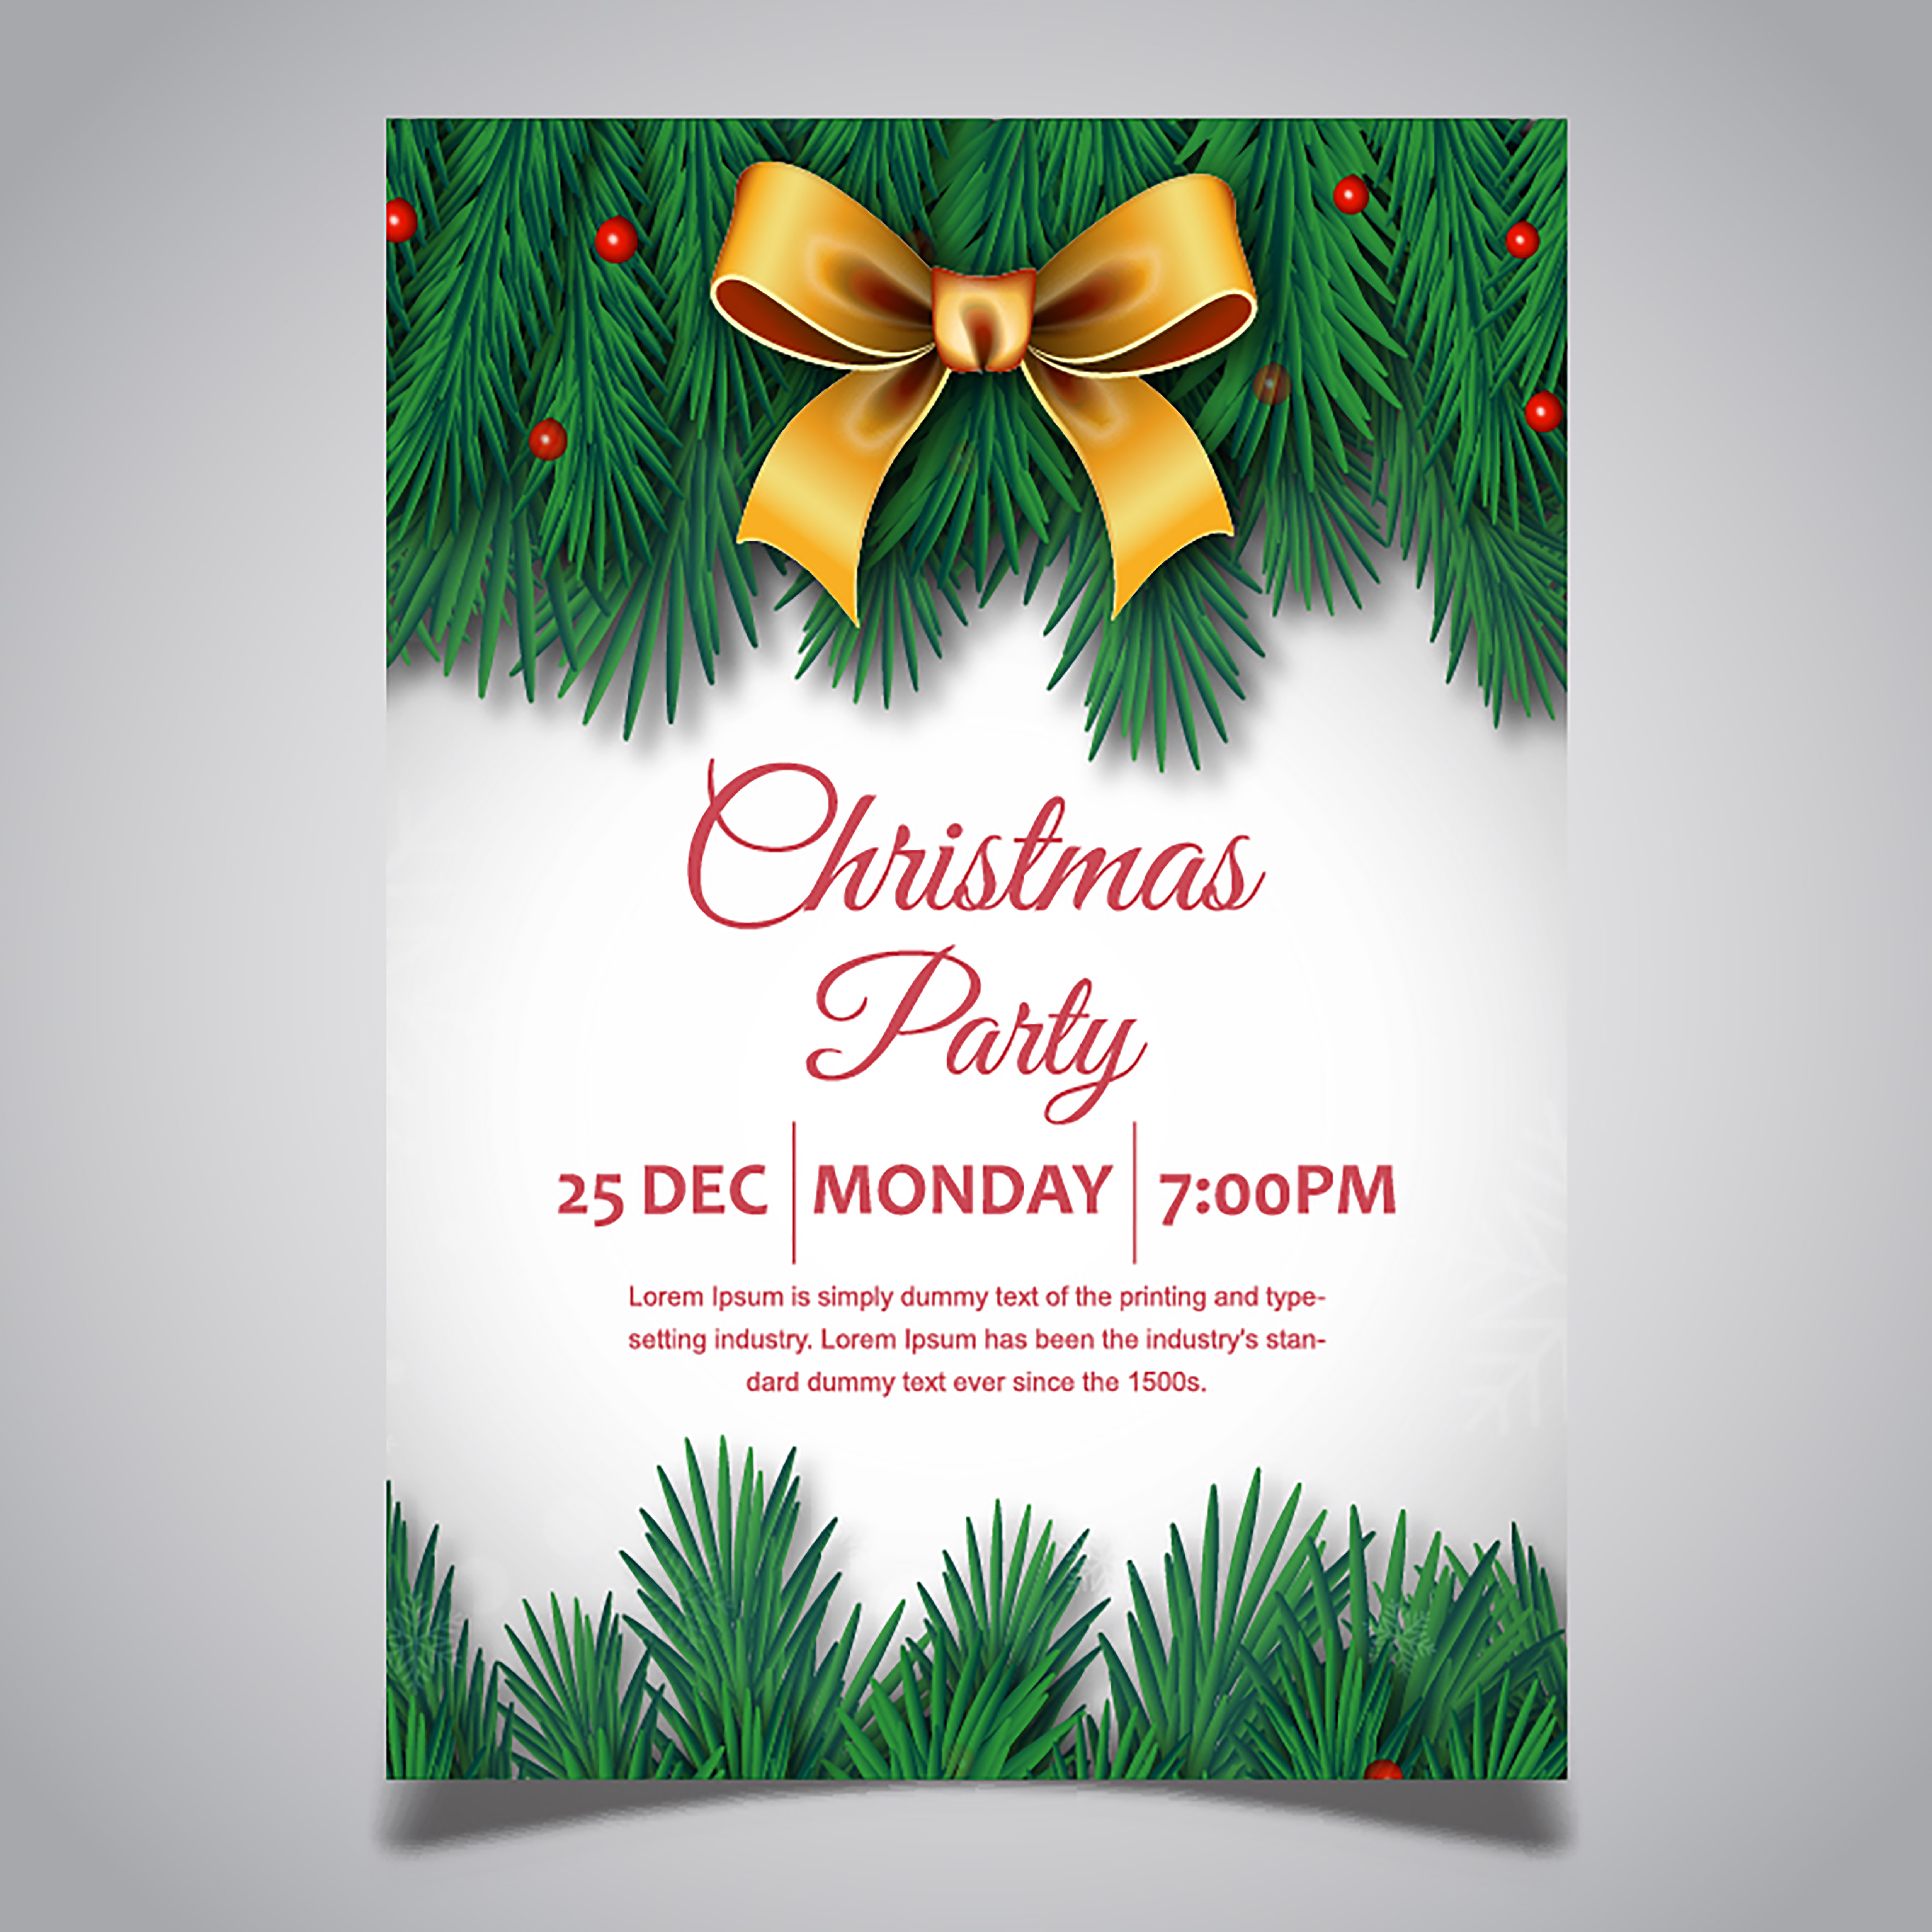 Christmas
Party
25 DEC MONDAY 7:00PM
Lorem Ipsum is simply dummy text of the printing and type-
setting industry. Lorem Ipsum has been the industry's stan-
dard dummy text ever since the 1500s.